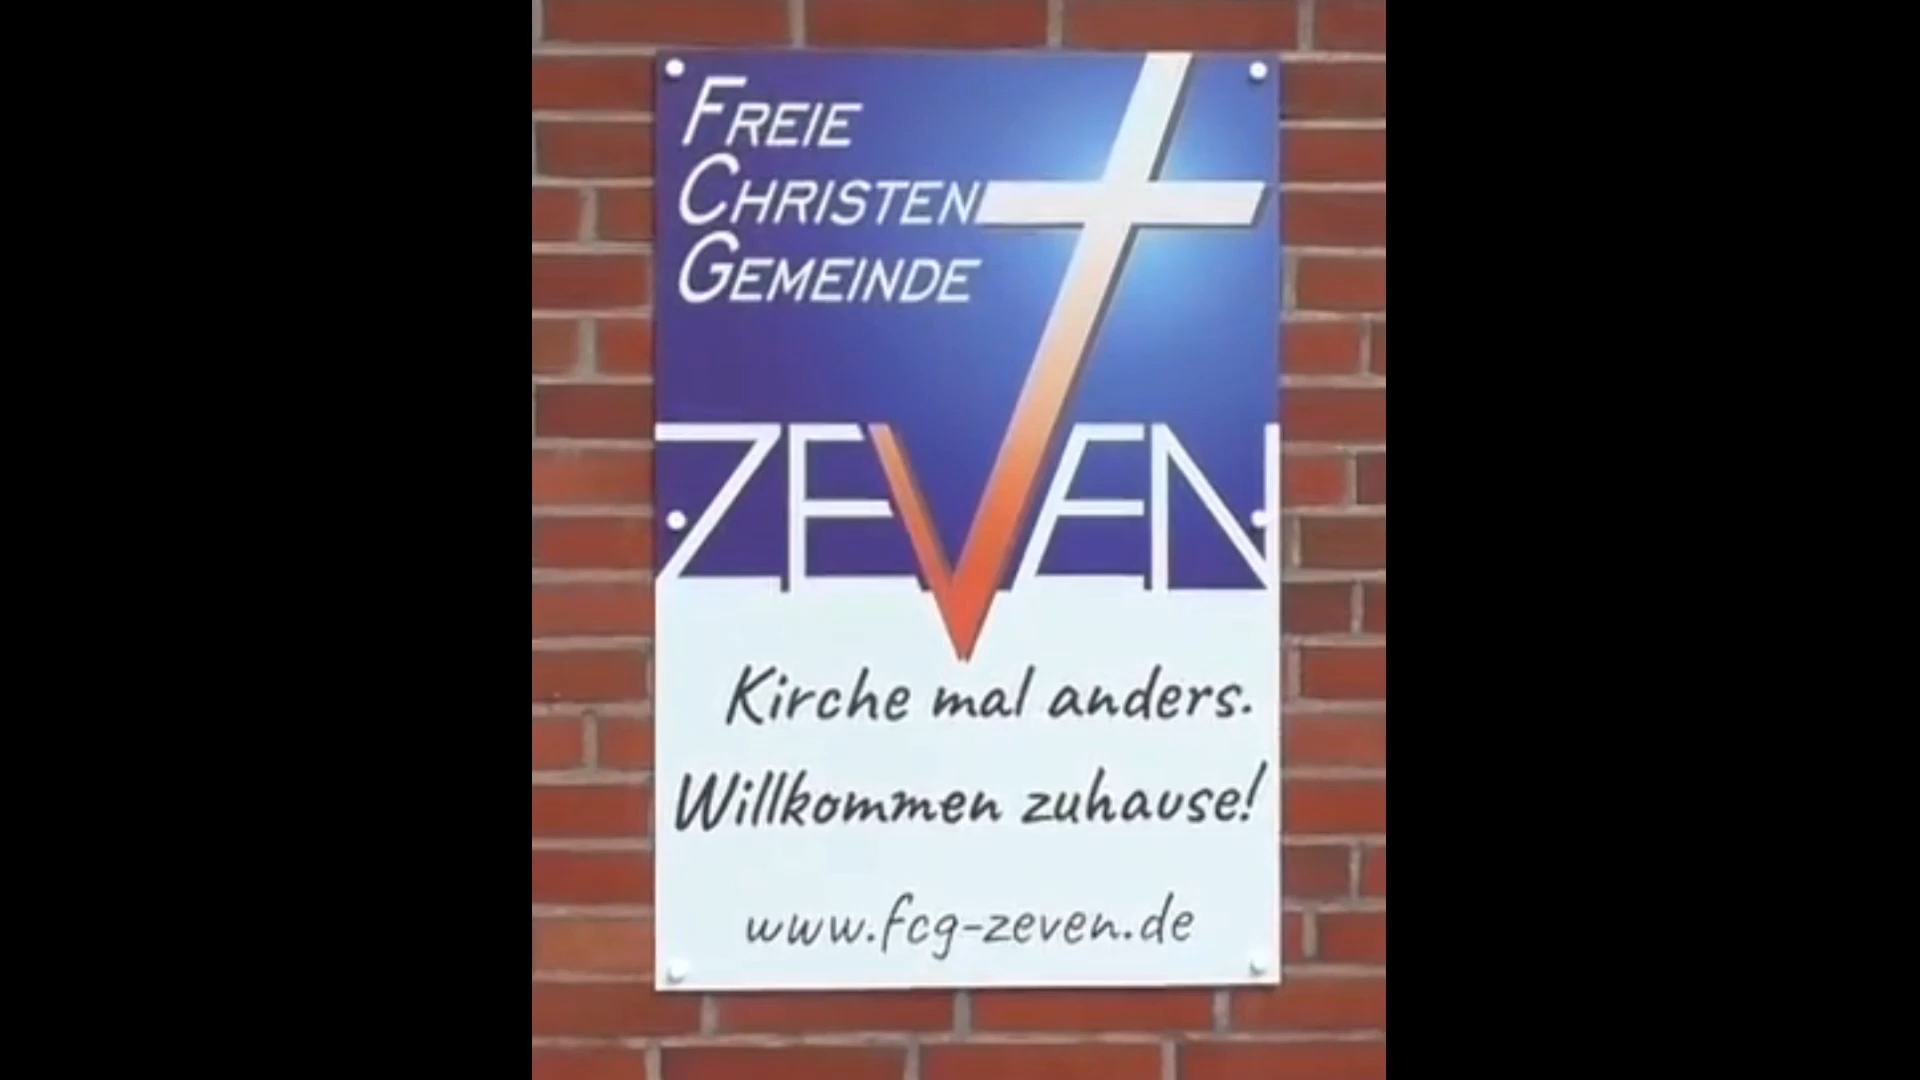 FREIE
CHRISTEN
GEMEINDE
ZEVEN
Kirche mal anders.
Willkommen zuhause!
www.fcg-zeven.de